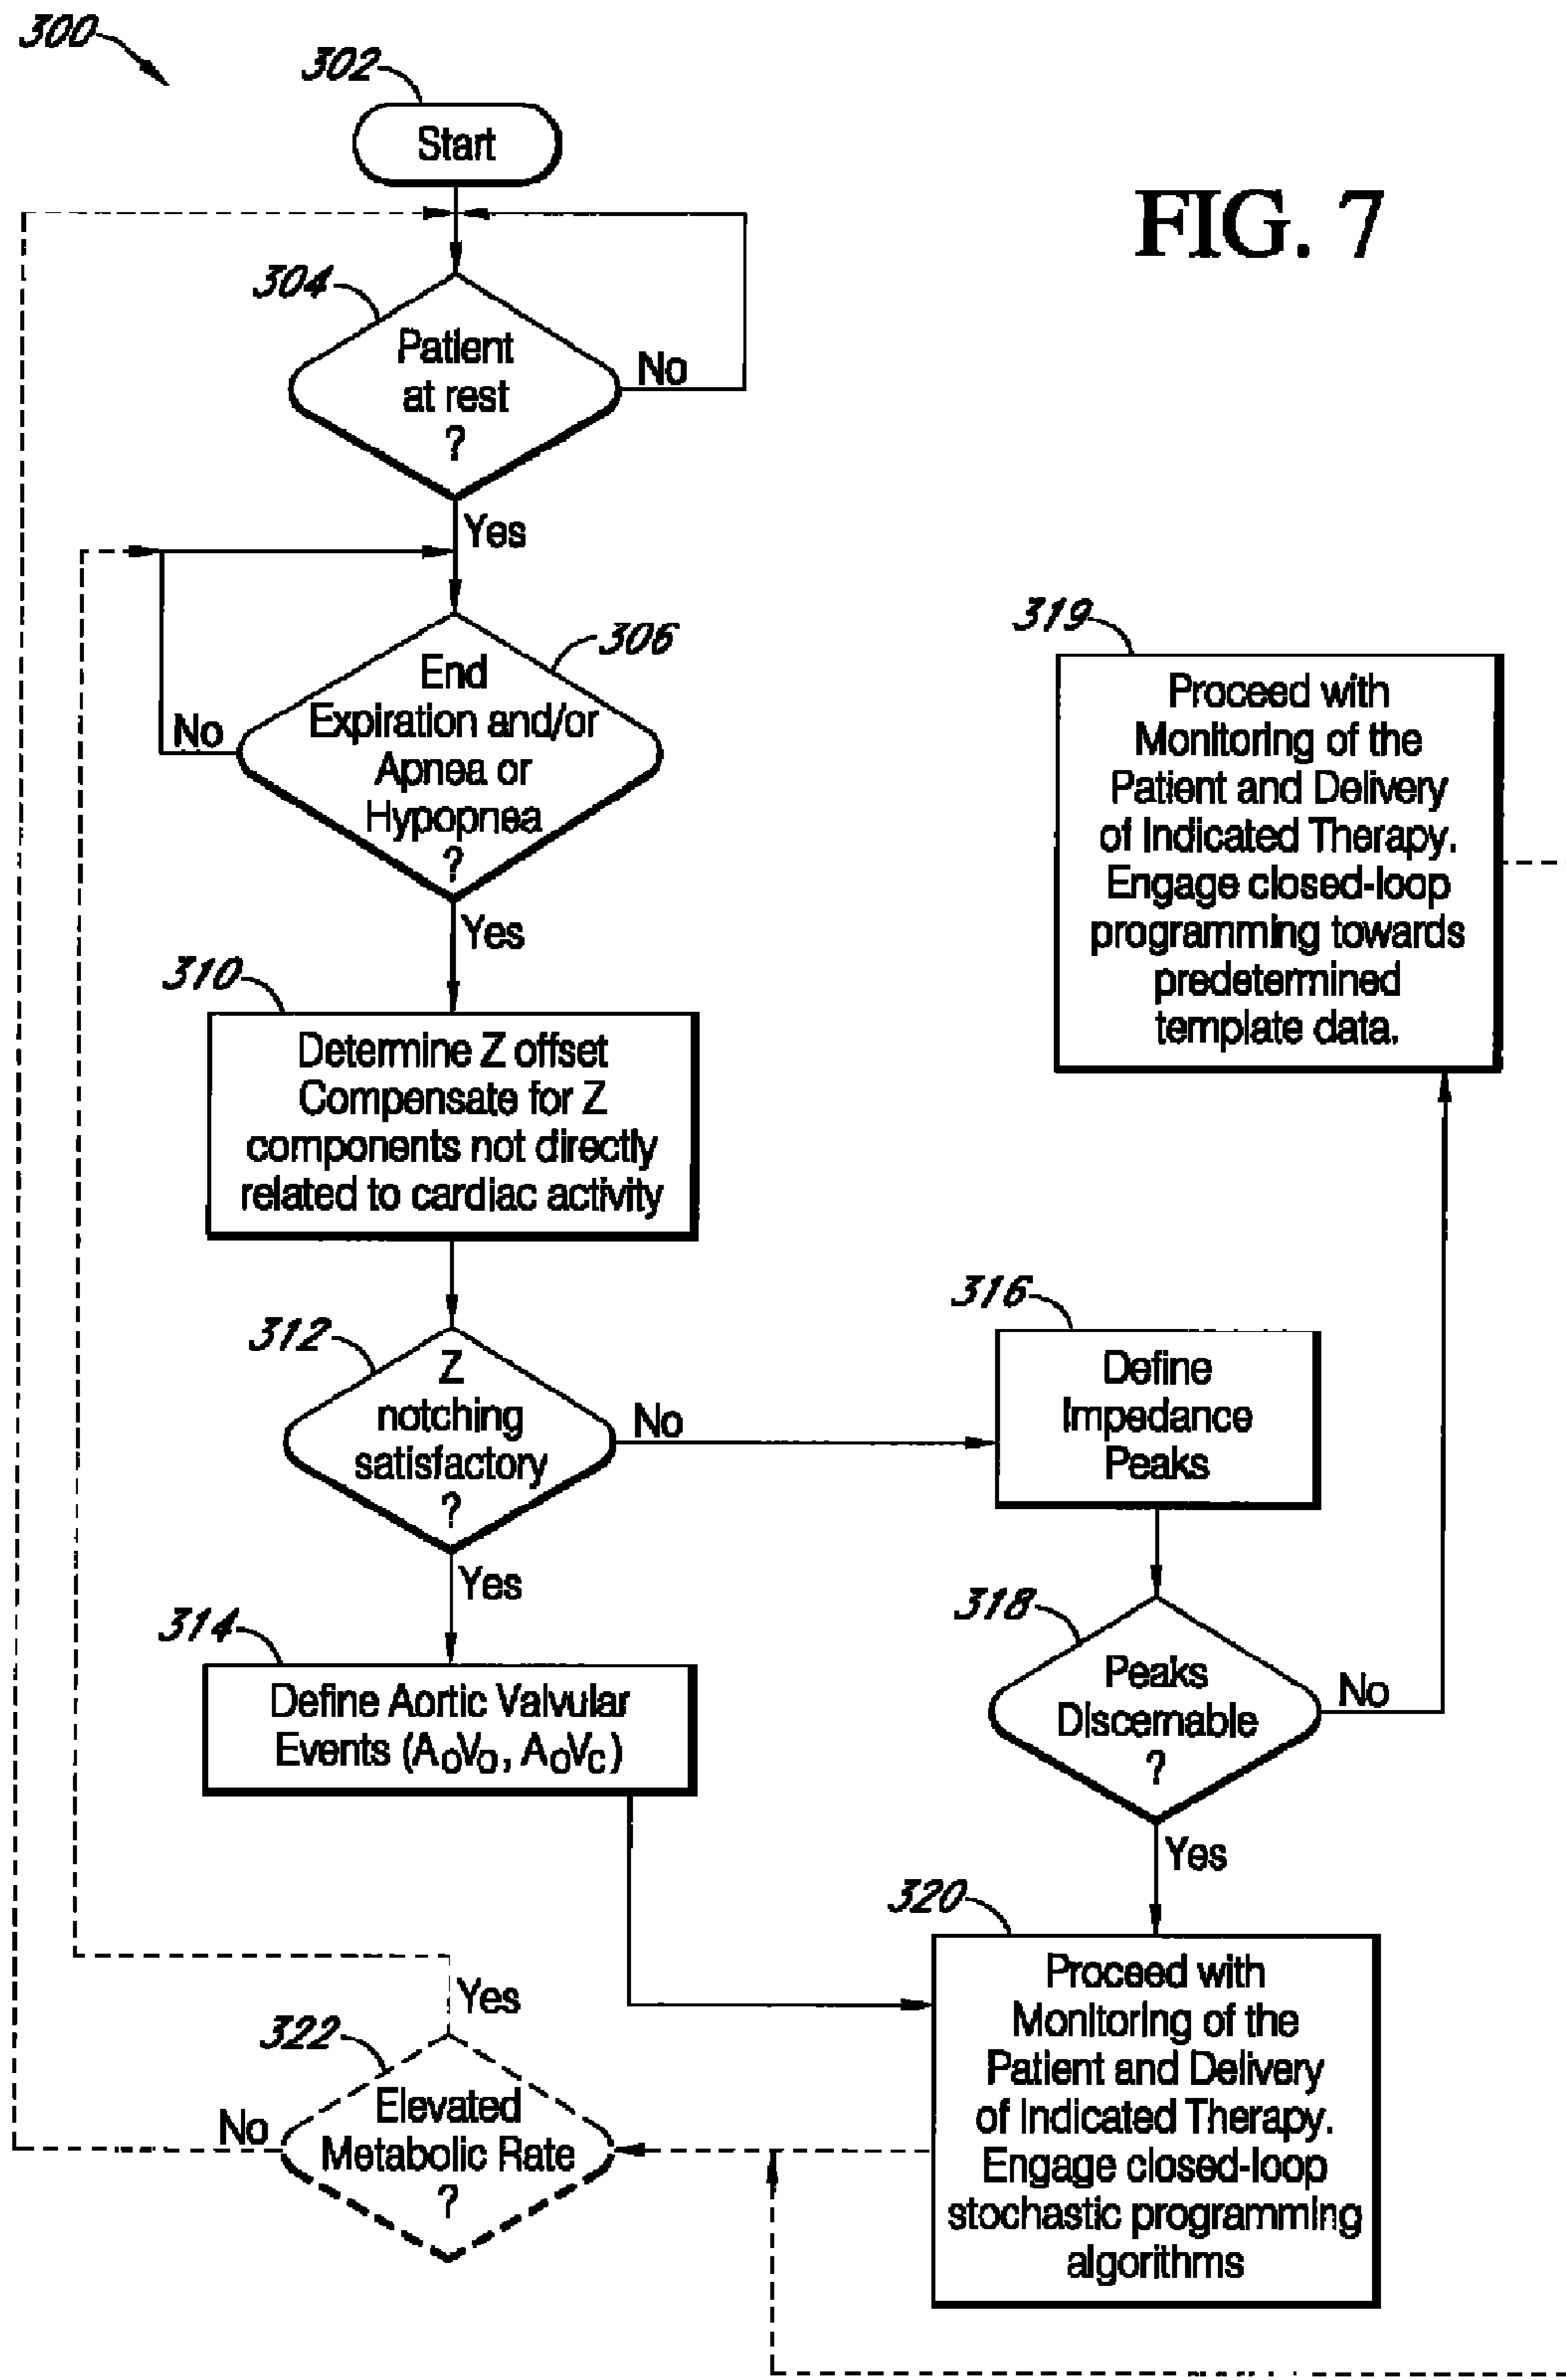 300
302
Start
FIG. 7
304
Patient
at rest
?
No
Yes
306
End
Expiration and/or
Apnea or
Hypopnea
?
No
Yes
319
Proceed with
Monitoring of the
Patient and Delivery
of Indicated Therapy.
Engage closed-loop
programming towards
predetermined
template data.
310
Determine Z offset
Compensate for Z
components not directly
related to cardiac activity
312
Z
notching
satisfactory
?
No
Yes
316
Define
Impedance
Peaks
318
Peaks
Discernable
?
No
Yes
314
Define Aortic Valvular
Events (AOVO, AOVC)
320
Proceed with
Monitoring of the
Patient and Delivery
of Indicated Therapy.
Engage closed-loop
stochastic programming
algorithms
Yes
322
Elevated
Metabolic Rate
?
No